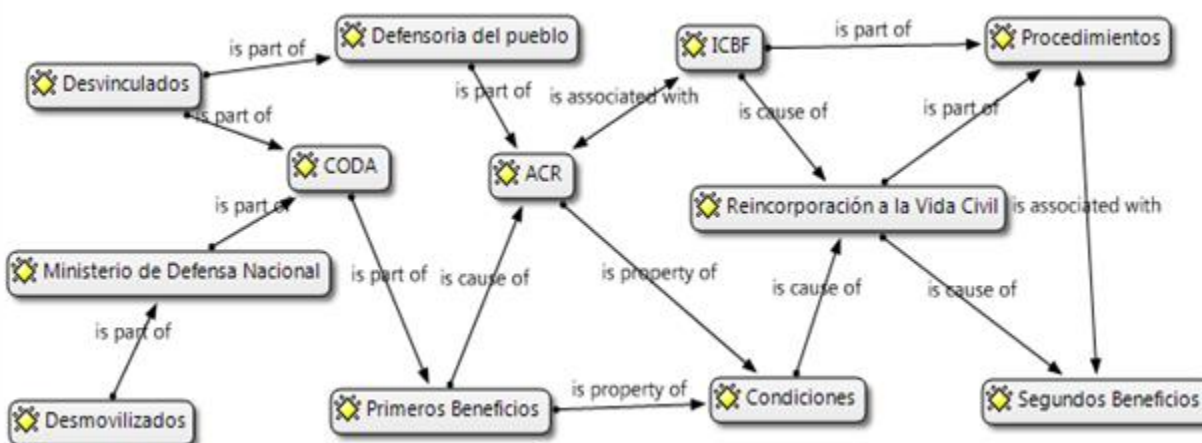 is part of
Defensoria del pueblo
ICBF
is part of
Procedimientos
Desvinculados
is part of
is part of
is associated with
is cause of
is part of
CODA
ACR
is part of
Reincorporación a la Vida Civil
is associated with
Ministerio de Defensa Nacional
is part of
is cause of
is property of
is cause of
is cause of
is part of
Desmovilizados
Primeros Beneficios
is property of
Condiciones
Segundos Beneficios